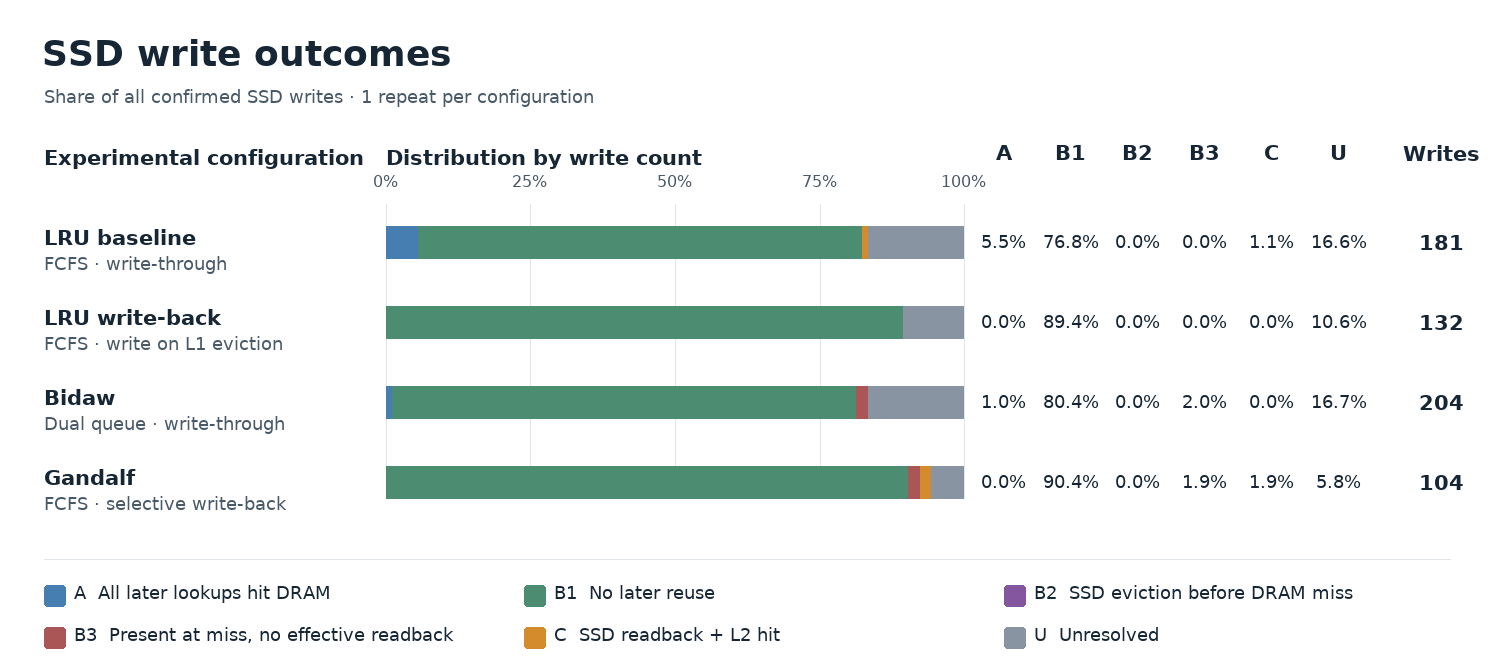 SSD write outcomes
Share of all confirmed SSD writes · 1 repeat per configuration
Experimental configuration Distribution by write count A B1 B2 B3 C U Writes
0% 25% 50% 75% 100%
LRU baseline 5.5% 76.8% 0.0% 0.0% 1.1% 16.6% 181
FCFS · write-through
LRU write-back 0.0% 89.4% 0.0% 0.0% 0.0% 10.6% 132
FCFS · write on L1 eviction
Bidaw 1.0% 80.4% 0.0% 2.0% 0.0% 16.7% 204
Dual queue · write-through
Gandalf 0.0% 90.4% 0.0% 1.9% 1.9% 5.8% 104
FCFS · selective write-back
A All later lookups hit DRAM B1 No later reuse B2 SSD eviction before DRAM miss
B3 Present at miss, no effective readback C SSD readback + L2 hit U Unresolved